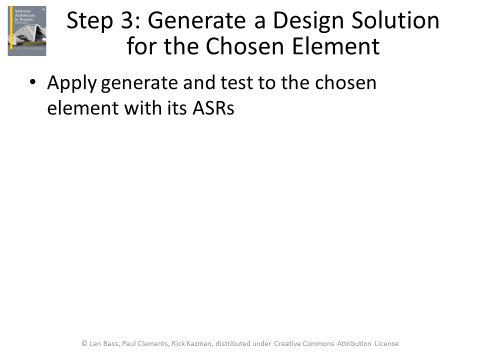 Step 3: Generate a Design Solution
for the Chosen Element
• Apply generate and test to the chosen
element with its ASRs
© Len Bass, Paul Clements, Rick Kazman, distributed under Creative Commons Attribution License